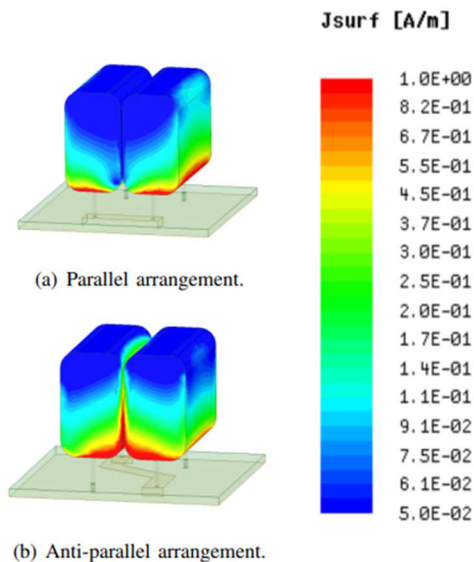 Jsurf [A/m]
1.0E+00
8.2E-01
6.7E-01
5.5E-01
4.5E-01
3.7E-01
3.0E-01
2.5E-01
2.0E-01
1.7E-01
1.4E-01
1.1E-01
9.1E-02
7.5E-02
6.1E-02
5.0E-02
(a) Parallel arrangement.
(b) Anti-parallel arrangement.